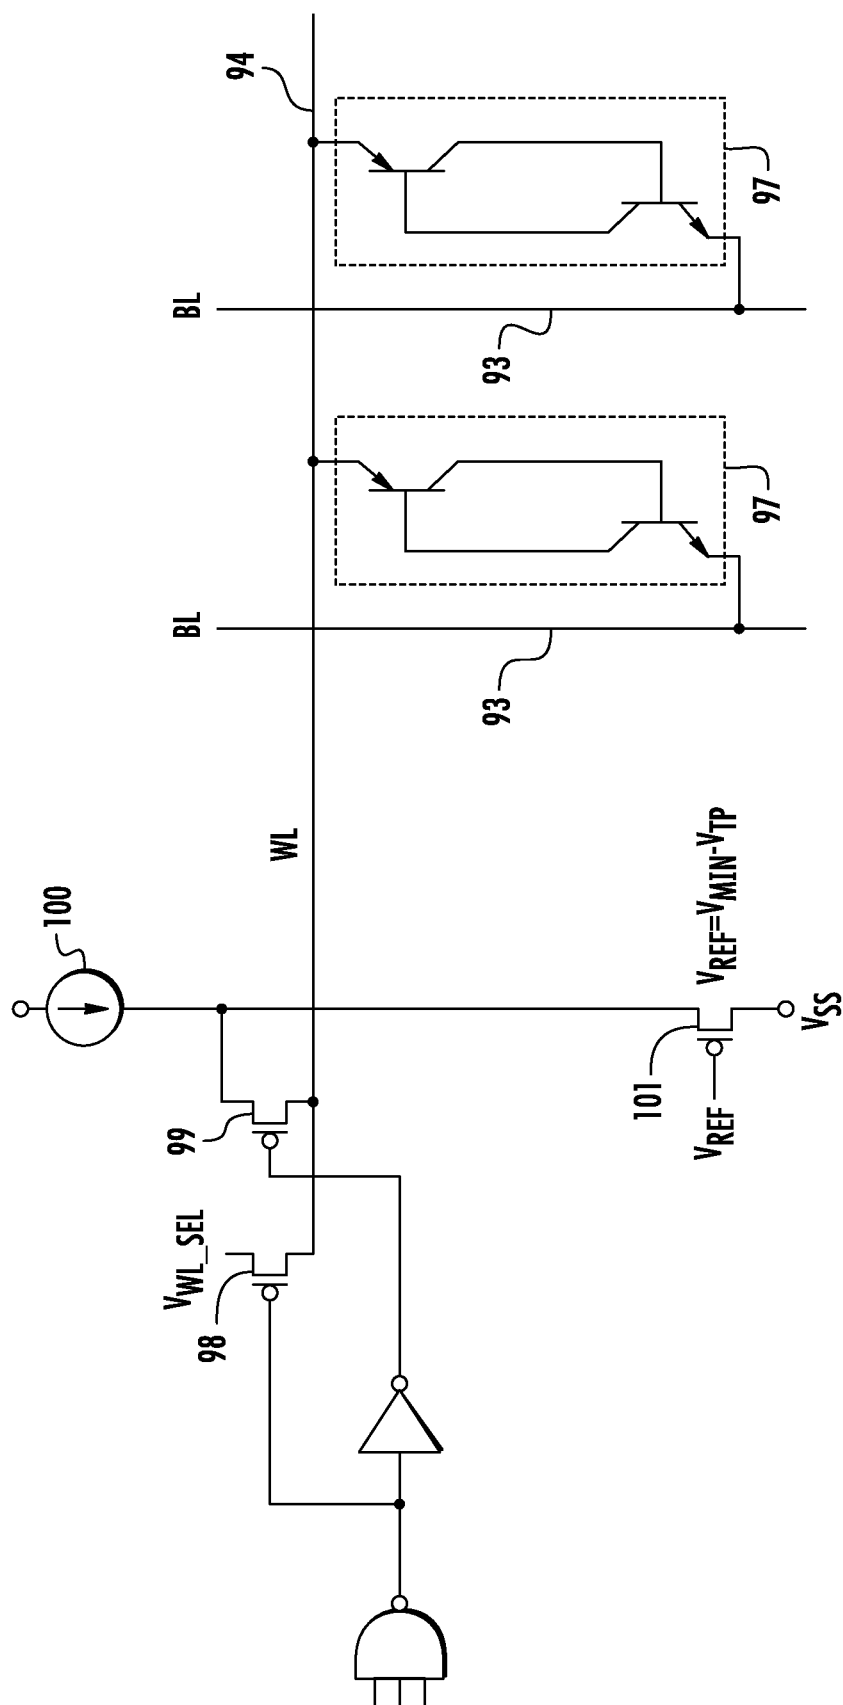 94
BL
93
97
BL
93
97
WL
100
99
V_WL_SEL
98
101
V_REF
V_REF=V_MIN-V_TP
V_SS